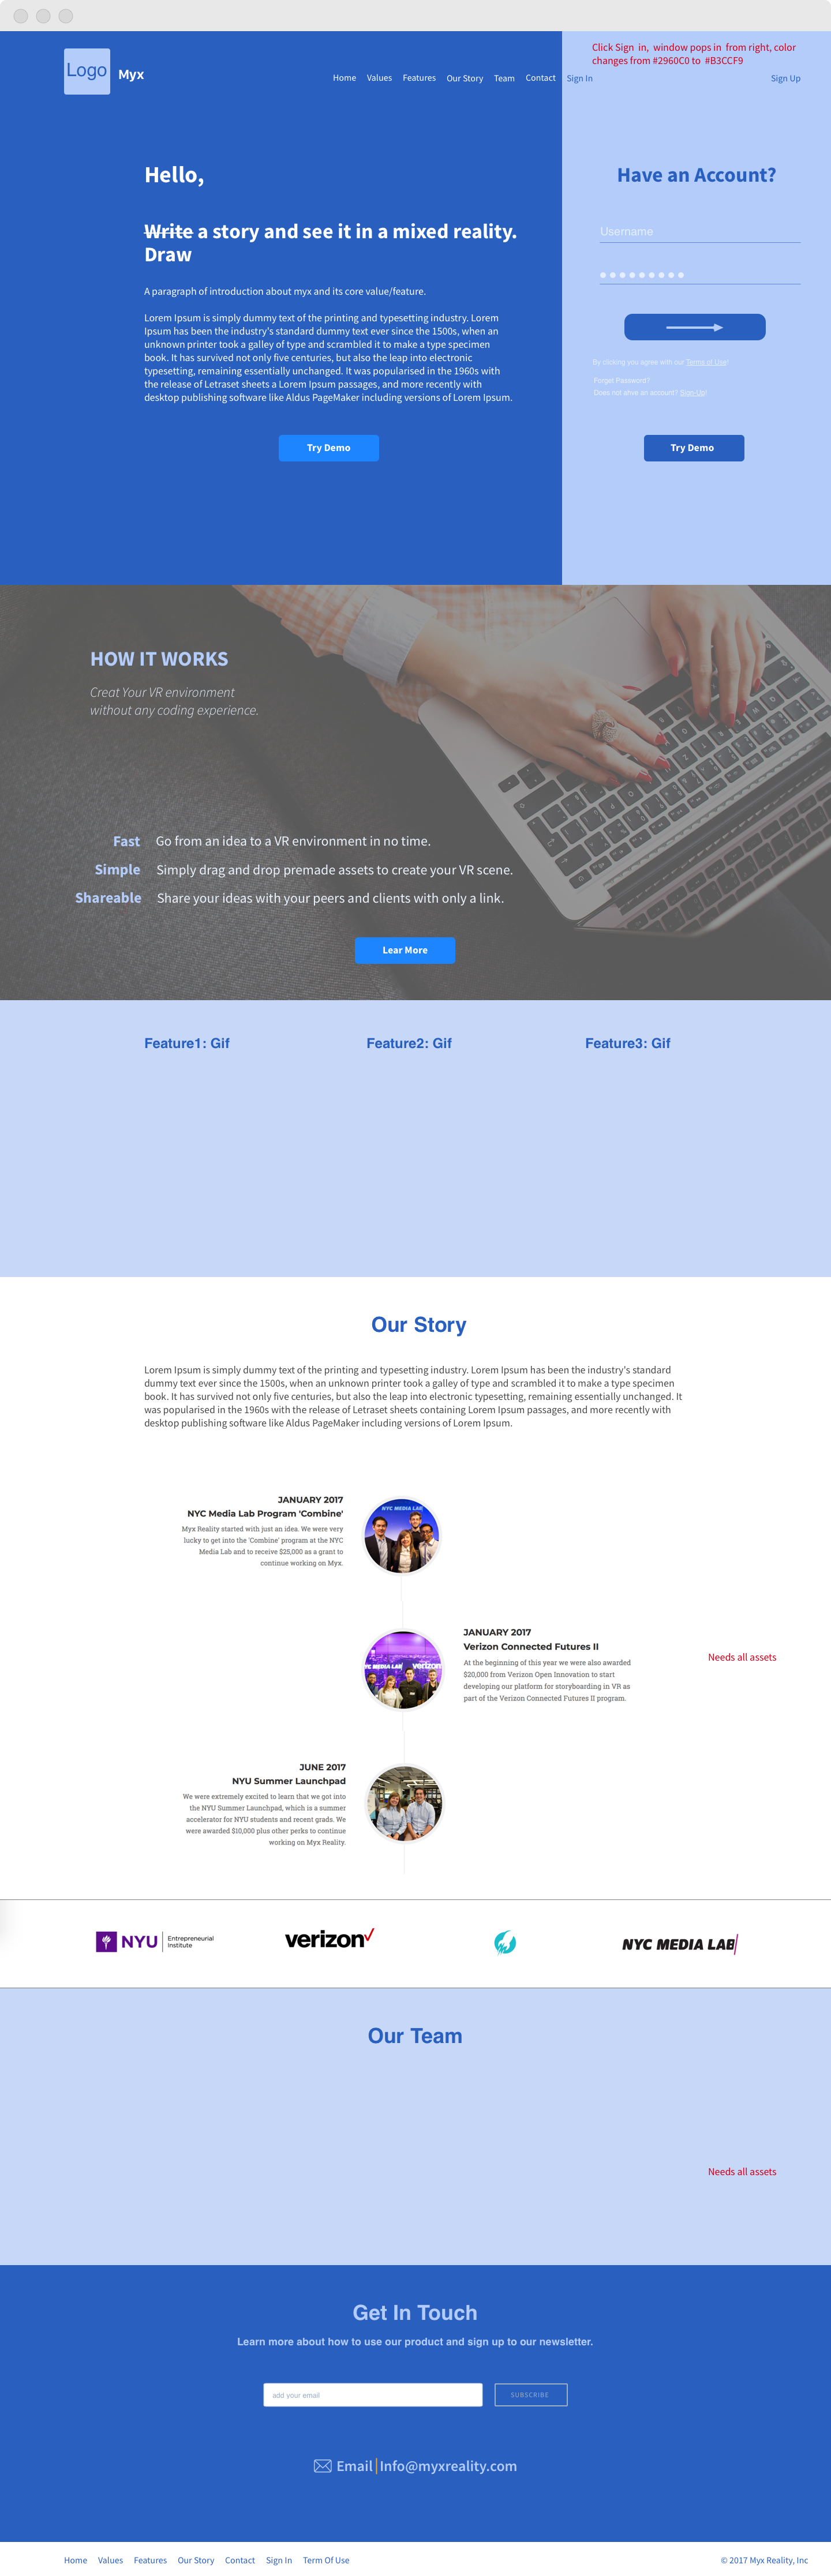 Click Sign in, window pops in from right, color
changes from #2960C0 to #B3CCF9
Logo
Myx
Home Values Features Our Story Team Contact Sign In Sign Up
Hello,
Write a story and see it in a mixed reality.
Draw
A paragraph of introduction about myx and its core value/feature.
Lorem Ipsum is simply dummy text of the printing and typesetting industry. Lorem
Ipsum has been the industry's standard dummy text ever since the 1500s, when an
unknown printer took a galley of type and scrambled it to make a type specimen
book. It has survived not only five centuries, but also the leap into electronic
typesetting, remaining essentially unchanged. It was popularised in the 1960s with
the release of Letraset sheets a Lorem Ipsum passages, and more recently with
desktop publishing software like Aldus PageMaker including versions of Lorem Ipsum.
Try Demo
Have an Account?
Username
By clicking you agree with our Terms of Use!
Forget Password?
Does not ahve an account? Sign Up!
Try Demo
HOW IT WORKS
Creat Your VR environment
without any coding experience.
Fast Go from an idea to a VR environment in no time.
Simple Simply drag and drop premade assets to create your VR scene.
Shareable Share your ideas with your peers and clients with only a link.
Lear More
Feature1: Gif Feature2: Gif Feature3: Gif
Our Story
Lorem Ipsum is simply dummy text of the printing and typesetting industry. Lorem Ipsum has been the industry's standard
dummy text ever since the 1500s, when an unknown printer took a galley of type and scrambled it to make a type specimen
book. It has survived not only five centuries, but also the leap into electronic typesetting, remaining essentially unchanged. It
was popularised in the 1960s with the release of Letraset sheets containing Lorem Ipsum passages, and more recently with
desktop publishing software like Aldus PageMaker including versions of Lorem Ipsum.
JANUARY 2017
NYC Media Lab Program 'Combine'
Myx Reality started with just an idea. We were very
lucky to get into the 'Combine' program at the NYC
Media Lab and to receive $25,000 as a grant to
continue working on Myx.
NYC MEDIA LAB
JANUARY 2017
Verizon Connected Futures II
At the beginning of this year we were also awarded
$20,000 from Verizon Open Innovation to start
developing our platform for storyboarding in VR as
part of the Verizon Connected Futures II program.
YC MEDIA LAB verizon
Needs all assets
JUNE 2017
NYU Summer Launchpad
We were extremely excited to learn that we got into
the NYU Summer Launchpad, which is a summer
accelerator for NYU students and recent grads. We
were awarded $10,000 plus other perks to continue
working on Myx Reality.
NYU Entrepreneurial
Institute
verizon
NYC MEDIA LAB
Our Team
Needs all assets
Get In Touch
Learn more about how to use our product and sign up to our newsletter.
add your email
SUBSCRIBE
Email Info@myxreality.com
Home Values Features Our Story Contact Sign In Term Of Use
© 2017 Myx Reality, Inc